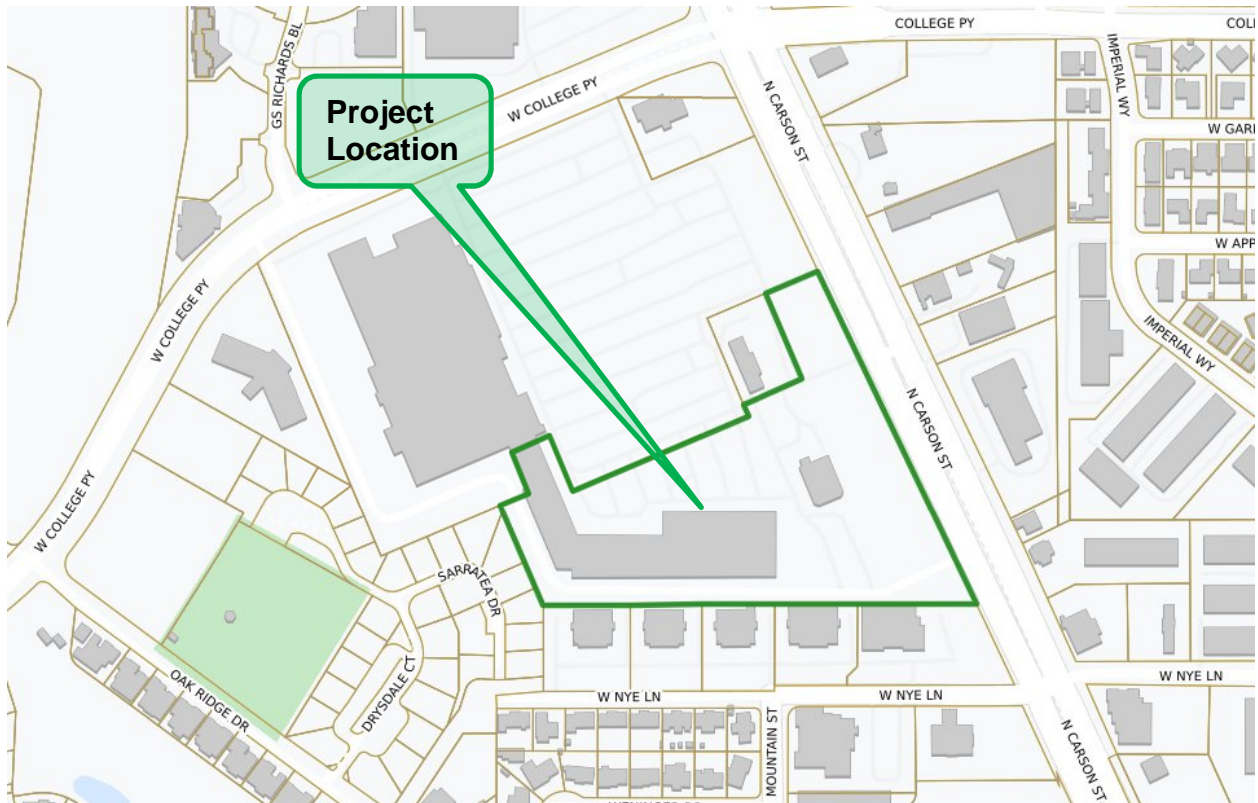 COLLEGE PY
COLL
GS RICHARDS BL
IMPERIAL WY
W COLLEGE PY
N CARSON ST
Project
Location
W GARD
W APP
W COLLEGE PY
IMPERIAL WY
N CARSON ST
W COLLEGE PY
SARRATEA DR
OAK RIDGE DR
DRYSDALE CT
W NYE LN
W NYE LN
W NYE LN
MOUNTAIN ST
N CARSON ST